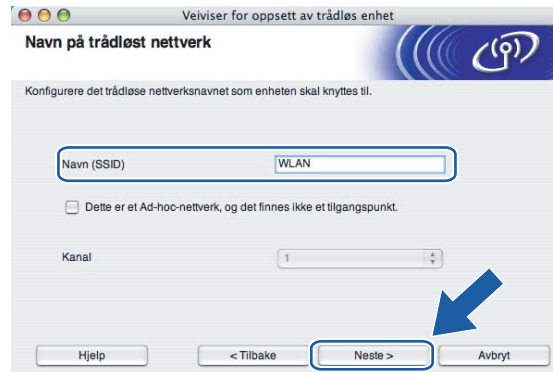 Veiviser for oppsett av trådløs enhet
Navn på trådløst nettverk
Konfigurere det trådløse nettverksnavnet som enheten skal knyttes til.
Navn (SSID) WLAN
Dette er et Ad-hoc-nettverk, og det finnes ikke et tilgangspunkt.
Kanal 1
Hjelp < Tilbake Neste > Avbryt